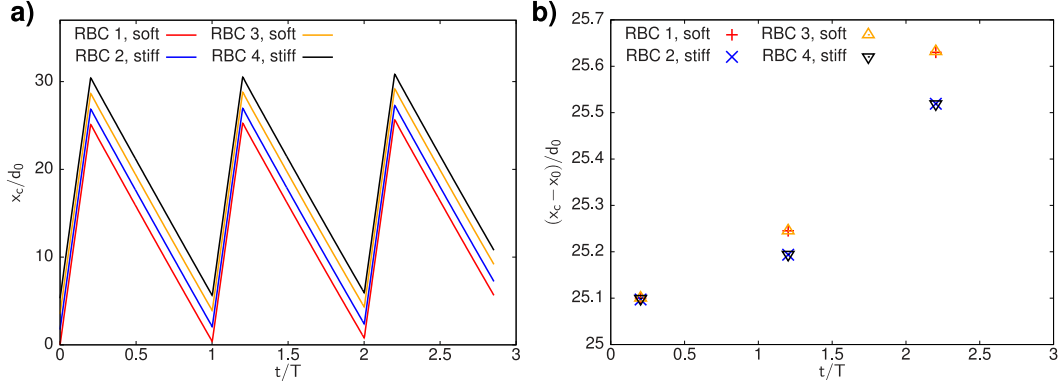 a)
RBC 1, soft
RBC 3, soft
RBC 2, stiff
RBC 4, stiff
30
20
10
0
x_c/d_0
0 0.5 1 1.5 2 2.5 3
t/T
b)
RBC 1, soft
RBC 3, soft
RBC 2, stiff
RBC 4, stiff
25.7
25.6
25.5
25.4
25.3
25.2
25.1
25
(x_c – x_0)/d_0
0 0.5 1 1.5 2 2.5 3
t/T